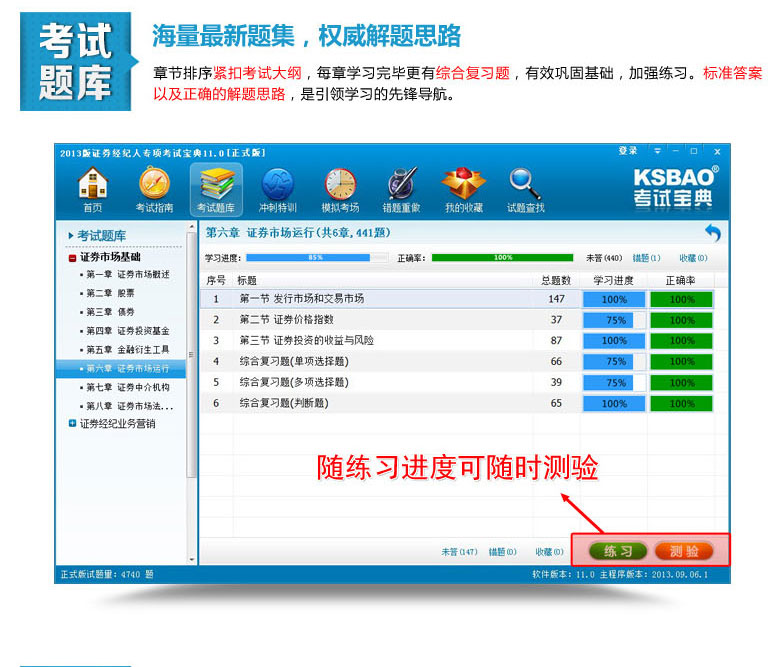 考试
题库
海量最新题集，权威解题思路
章节排序紧扣考试大纲，每章学习完毕更有综合复习题，有效巩固基础，加强练习。标准答案
以及正确的解题思路，是引领学习的先锋导航。
2013版证券经纪人专项考试宝典11.0[正式版]
登录
首页 考试指南 考试题库 冲刺特训 模拟考场 错题重做 我的收藏 试题查找
KSBAO®
考试宝典
考试题库
证券市场基础
第一章 证券市场概述
第二章 股票
第三章 债券
第四章 证券投资基金
第五章 金融衍生工具
第六章 证券市场运行
第七章 证券中介机构
第八章 证券市场法...
证券经纪业务营销
第六章 证券市场运行(共6章,441题)
学习进度： 85% 正确率： 100% 未答(440) 错题(1) 收藏(0)
序号 标题 总题数 学习进度 正确率
1 第一节 发行市场和交易市场 147 100% 100%
2 第二节 证券价格指数 37 75% 100%
3 第三节 证券投资的收益与风险 87 100% 100%
4 综合复习题(单项选择题) 66 75% 100%
5 综合复习题(多项选择题) 39 75% 100%
6 综合复习题(判断题) 65 100% 100%
随练习进度可随时测验
未答(147) 错题(0) 收藏(0) 练 习 测 验
正式版试题量：4740 题
软件版本：11.0 主程序版本：2013.09.06.1